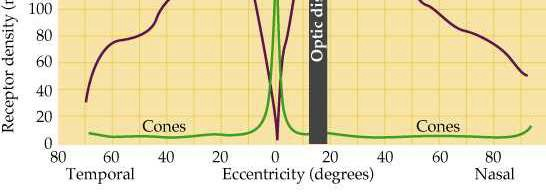 Receptor density (
100
80
60
40
20
0
Optic
Cones
Cones
80 60 40 20 0 20 40 60 80
Temporal Eccentricity (degrees) Nasal